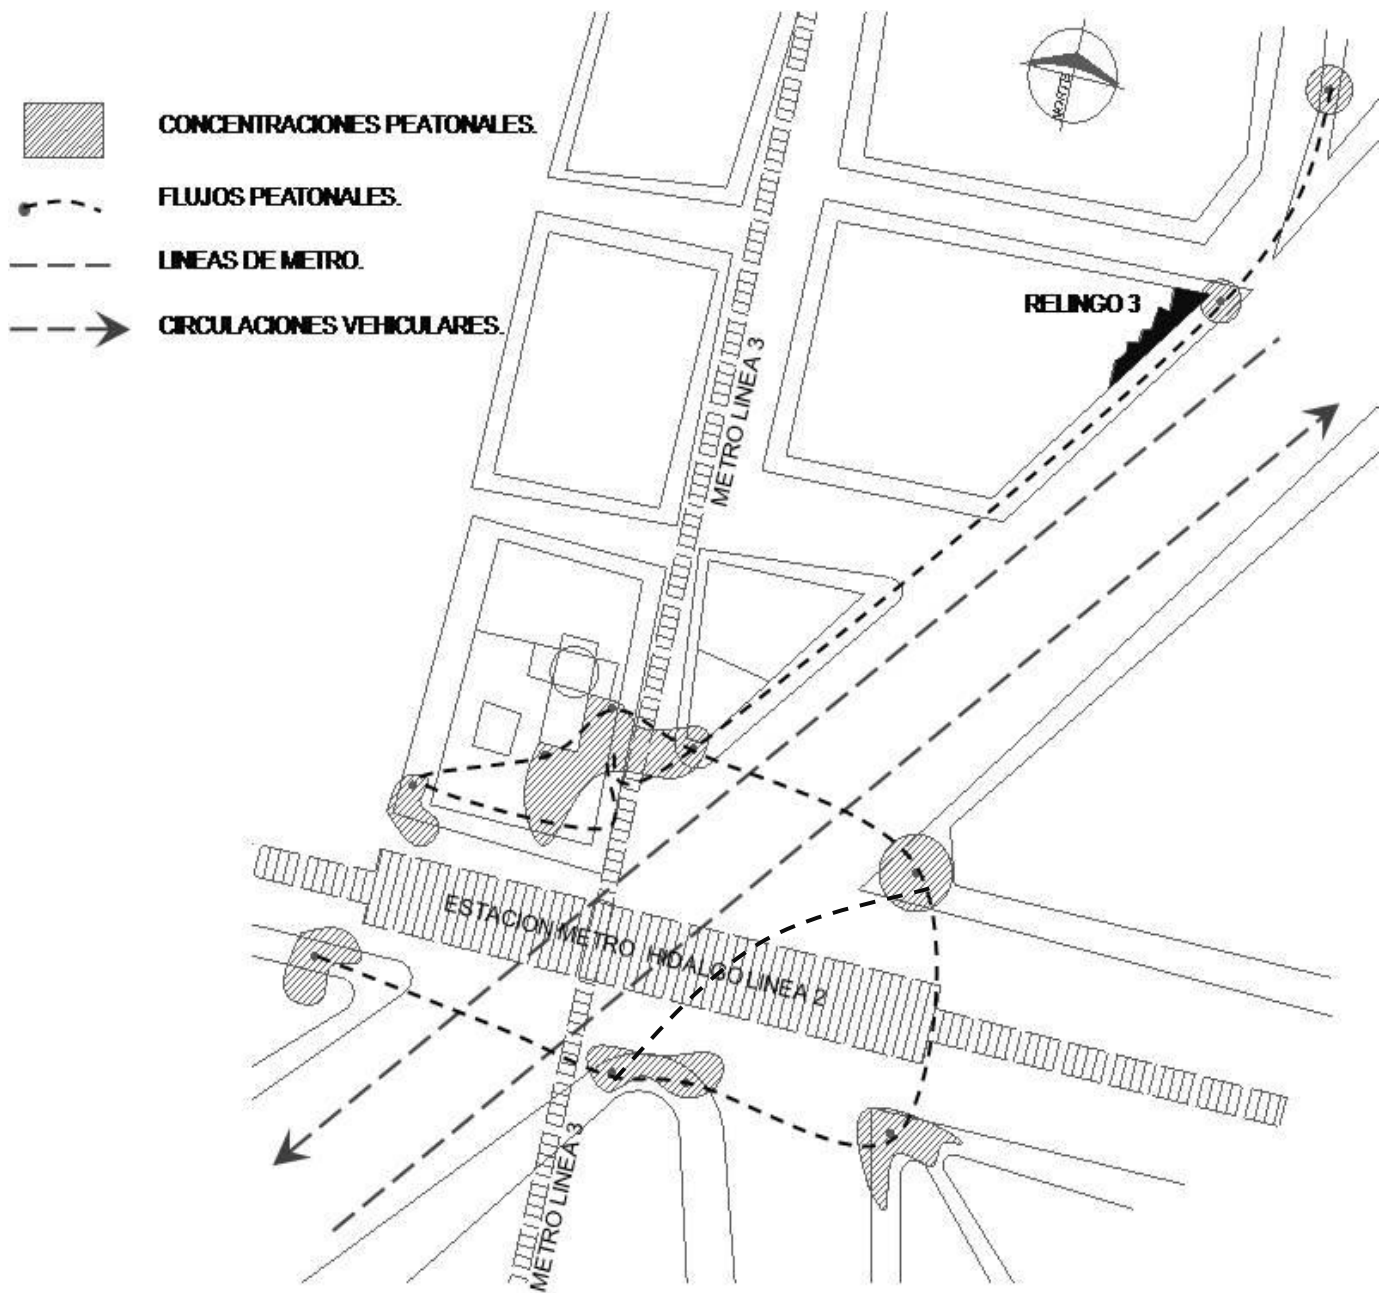 CONCENTRACIONES PEATONALES.
FLUJOS PEATONALES.
LINEAS DE METRO.
CIRCULACIONES VEHICULARES.
NORTE
RELINGO 3
METRO LINEA 3
ESTACION METRO HIDALGO LINEA 2
METRO LINEA 3